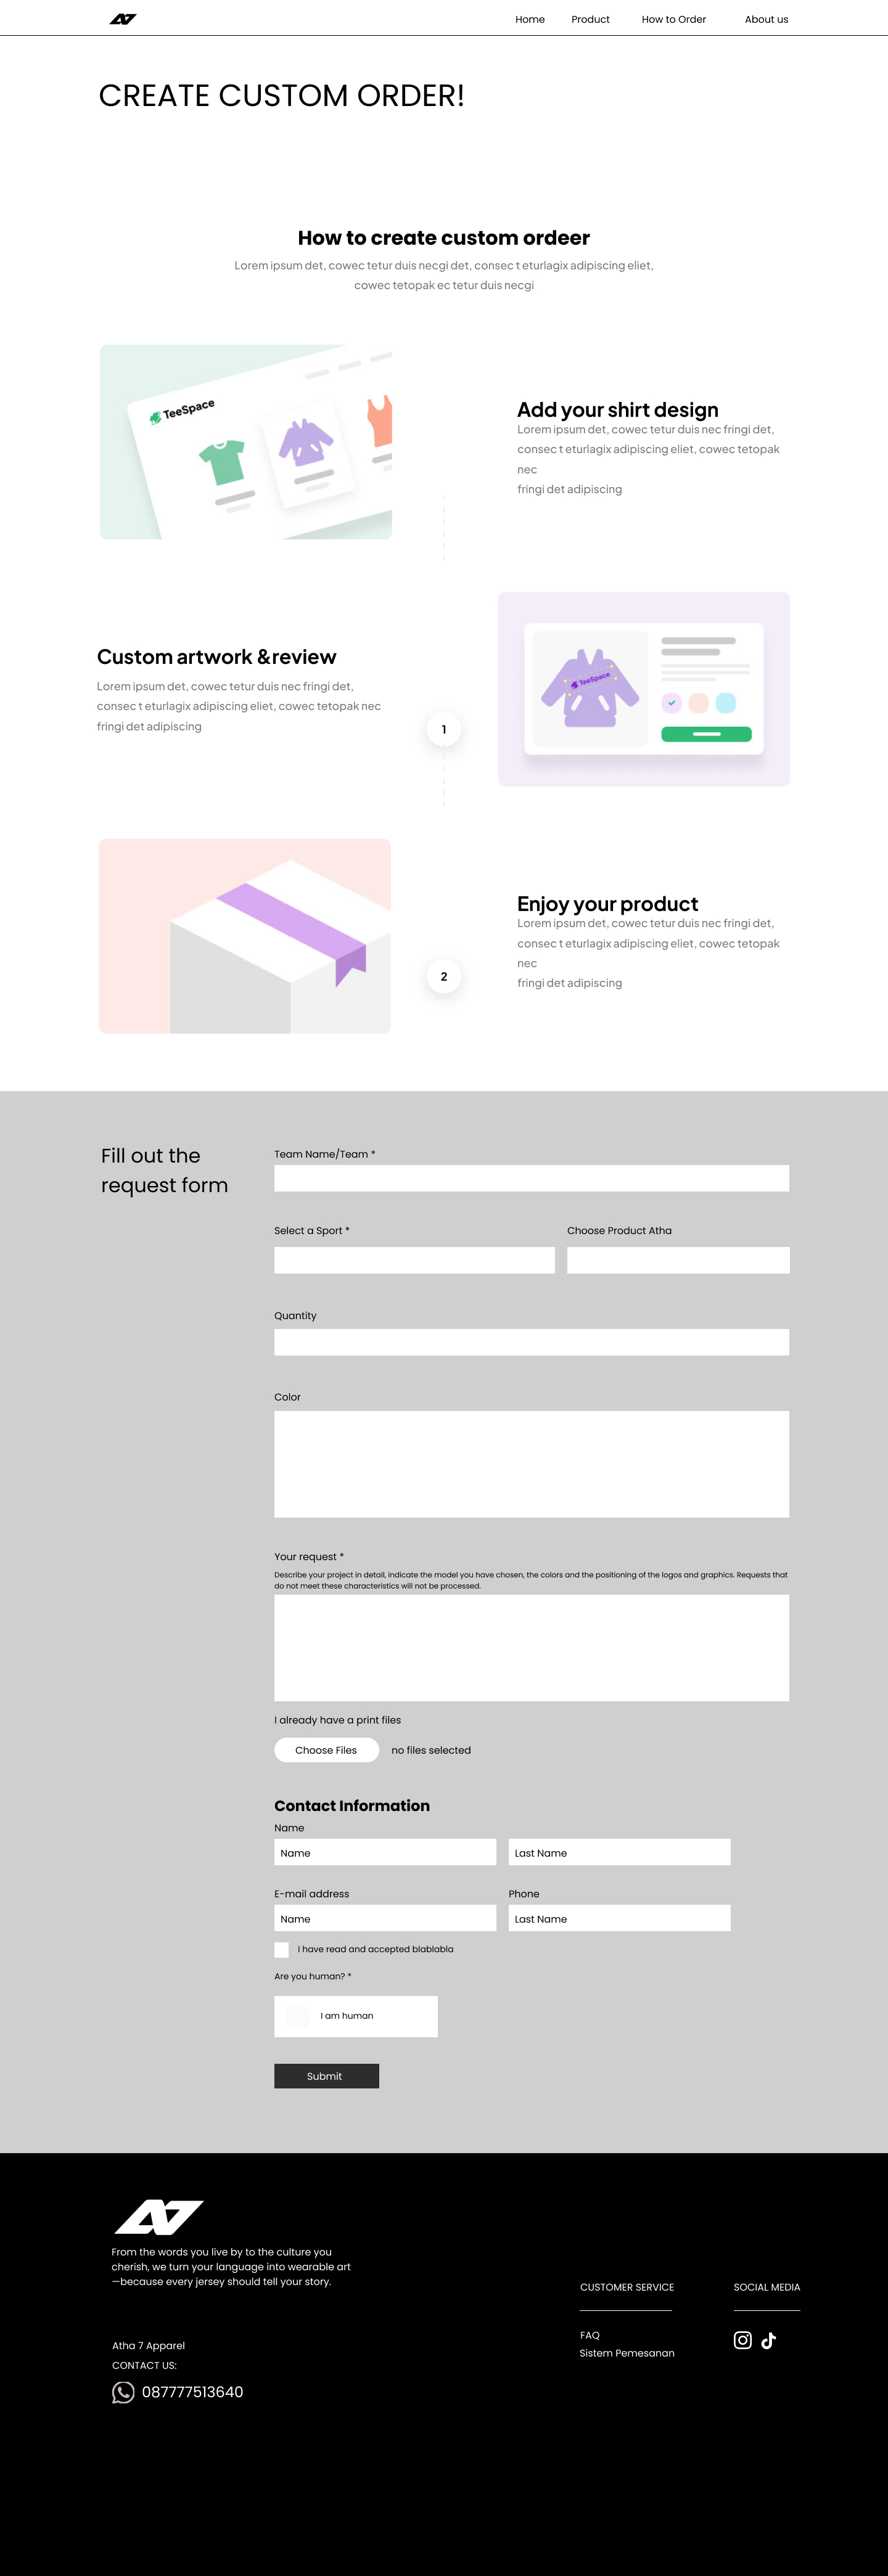 Home Product How to Order About us
CREATE CUSTOM ORDER!
How to create custom ordeer
Lorem ipsum det, cowec tetur duis necgi det, consec t eturlagix adipiscing eliet,
cowec tetopak ec tetur duis necgi
TeeSpace
Add your shirt design
Lorem ipsum det, cowec tetur duis nec fringi det,
consec t eturlagix adipiscing eliet, cowec tetopak
nec
fringi det adipiscing
Custom artwork & review
Lorem ipsum det, cowec tetur duis nec fringi det,
consec t eturlagix adipiscing eliet, cowec tetopak nec
fringi det adipiscing
1
TeeSpace
Enjoy your product
Lorem ipsum det, cowec tetur duis nec fringi det,
consec t eturlagix adipiscing eliet, cowec tetopak
nec
fringi det adipiscing
2
Fill out the
request form
Team Name/Team *
Select a Sport * Choose Product Atha
Quantity
Color
Your request *
Describe your project in detail, indicate the model you have chosen, the colors and the positioning of the logos and graphics. Requests that
do not meet these characteristics will not be processed.
I already have a print files
Choose Files no files selected
Contact Information
Name
Name Last Name
E-mail address Phone
Name Last Name
I have read and accepted blablabla
Are you human? *
I am human
Submit
From the words you live by to the culture you
cherish, we turn your language into wearable art
—because every jersey should tell your story.
CUSTOMER SERVICE SOCIAL MEDIA
FAQ
Sistem Pemesanan
Atha 7 Apparel
CONTACT US:
087777513640